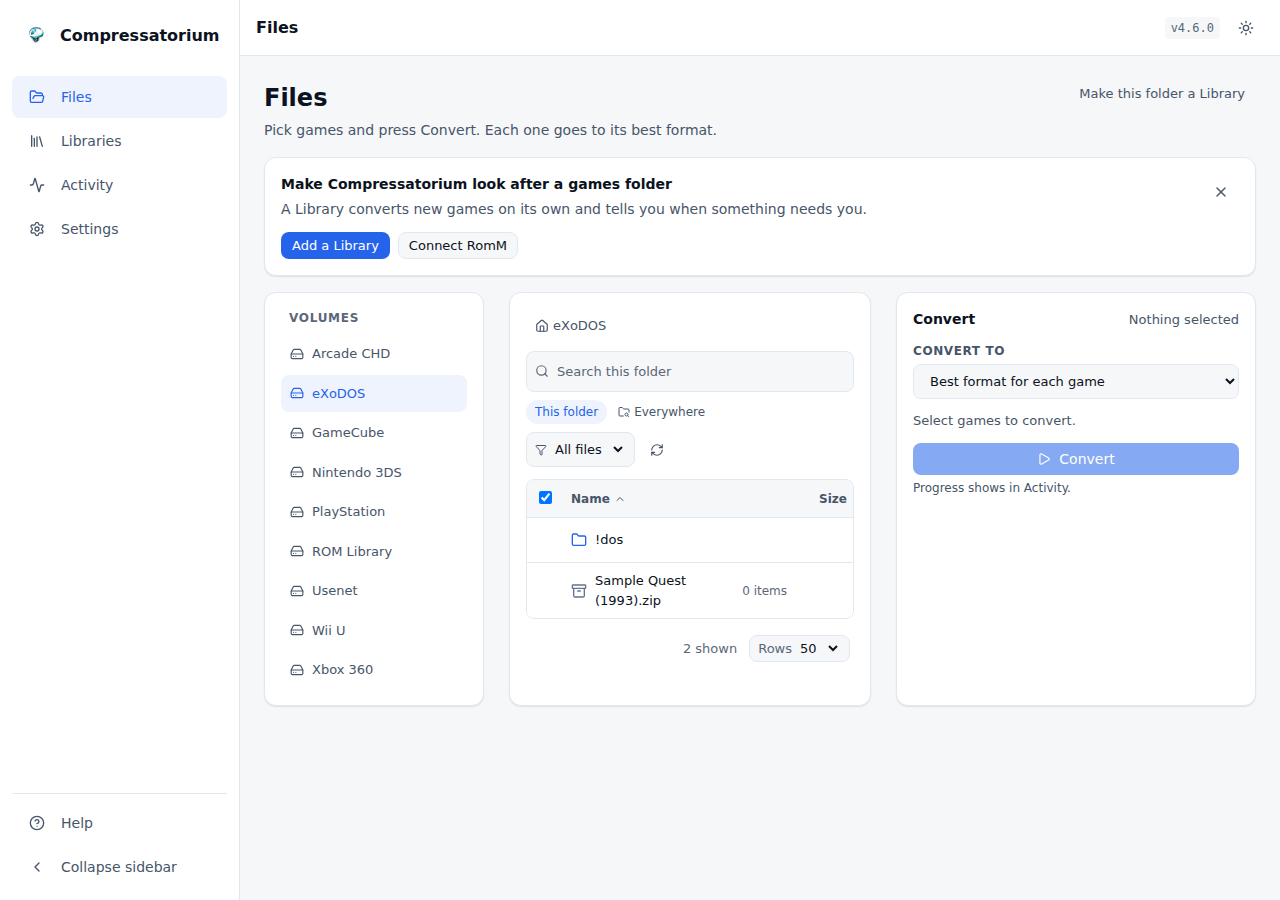 Compressatorium
Files
Libraries
Activity
Settings
Help
Collapse sidebar
Files
v4.6.0
Files
Make this folder a Library
Pick games and press Convert. Each one goes to its best format.
Make Compressatorium look after a games folder
A Library converts new games on its own and tells you when something needs you.
Add a Library
Connect RomM
VOLUMES
Arcade CHD
eXoDOS
GameCube
Nintendo 3DS
PlayStation
ROM Library
Usenet
Wii U
Xbox 360
eXoDOS
Search this folder
This folder
Everywhere
All files
Name
Size
!dos
Sample Quest
(1993).zip
0 items
2 shown
Rows 50
Convert
Nothing selected
CONVERT TO
Best format for each game
Select games to convert.
Convert
Progress shows in Activity.